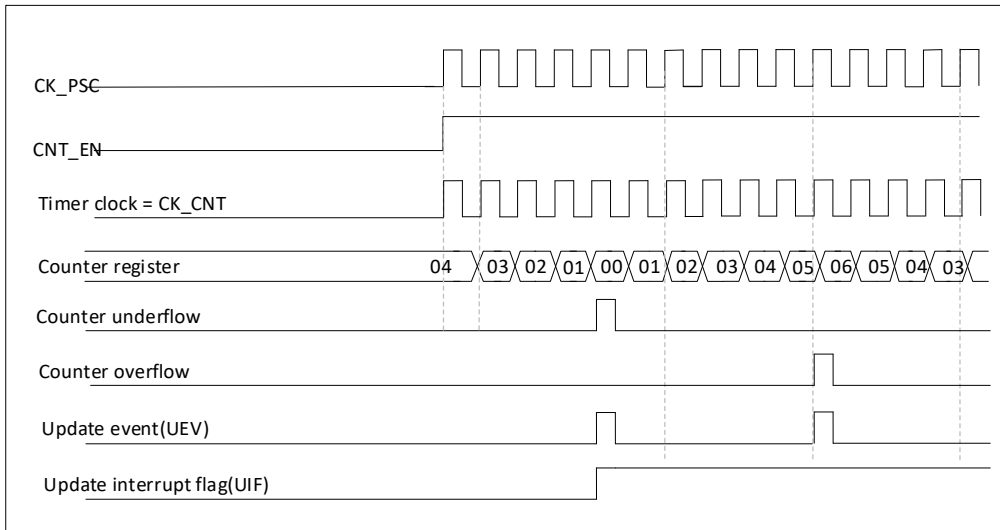 CK_PSC
CNT_EN
Timer clock = CK_CNT
Counter register 04 03 02 01 00 01 02 03 04 05 06 05 04 03
Counter underflow
Counter overflow
Update event(UEV)
Update interrupt flag(UIF)